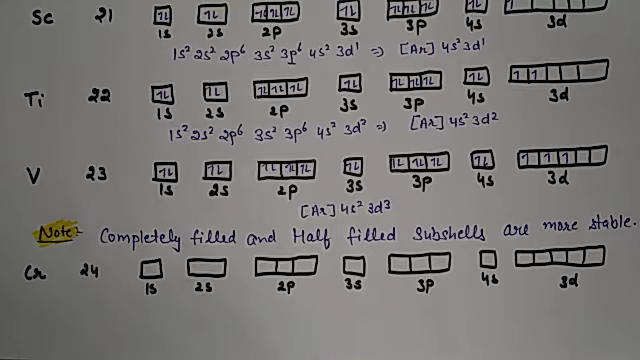 Sc 21 1s 2s 2p 3s 3p 4s 3d
1s² 2s² 2p⁶ 3s² 3p⁶ 4s² 3d¹ ⇒ [Ar] 4s² 3d¹
Ti 22 1s 2s 2p 3s 3p 4s 3d
1s² 2s² 2p⁶ 3s² 3p⁶ 4s² 3d² ⇒ [Ar] 4s² 3d²
V 23 1s 2s 2p 3s 3p 4s 3d
[Ar] 4s² 3d³
Note:- Completely filled and Half filled Subshells are more stable.
Cr 24 1s 2s 2p 3s 3p 4s 3d